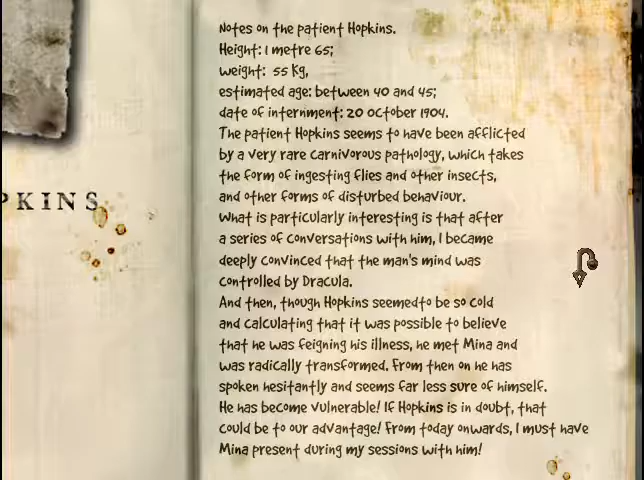 PKINS
Notes on the patient Hopkins.
Height: 1 metre 65;
weight: 55 Kg,
estimated age: between 40 and 45;
date of internment: 20 October 1904.
The patient Hopkins seems to have been afflicted
by a very rare carnivorous pathology, which takes
the form of ingesting flies and other insects,
and other forms of disturbed behaviour.
What is particularly interesting is that after
a series of conversations with him, I became
deeply convinced that the man's mind was
controlled by Dracula.
And then, though Hopkins seemedto be so cold
and calculating that it was possible to believe
that he was feigning his illness, he met Mina and
was radically transformed. From then on he has
spoken hesitantly and seems far less sure of himself.
He has become vulnerable! If Hopkins is in doubt, that
could be to our advantage! From today onwards, I must have
Mina present during my sessions with him!